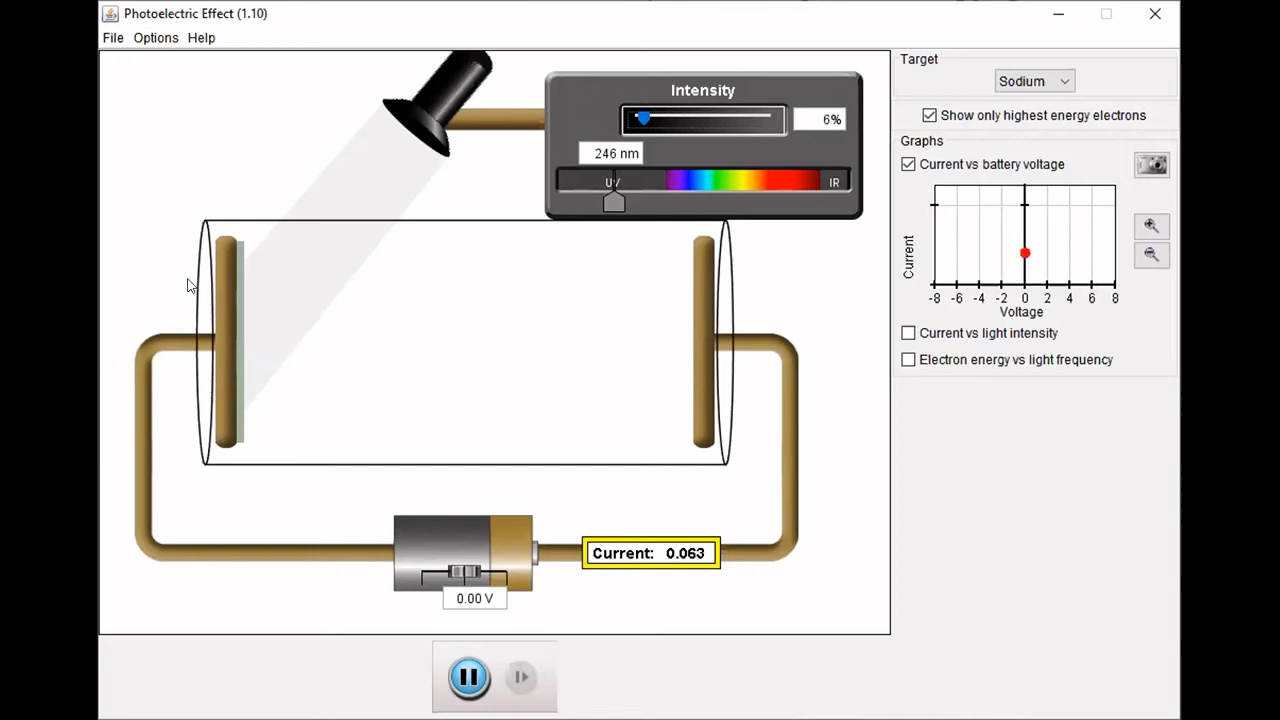 Photoelectric Effect (1.10)
File Options Help
Intensity
6%
246 nm
UV
IR
Current: 0.063
0.00 V
Target
Sodium
Show only highest energy electrons
Graphs
Current vs battery voltage
Current
-8 -6 -4 -2 0 2 4 6 8
Voltage
Current vs light intensity
Electron energy vs light frequency